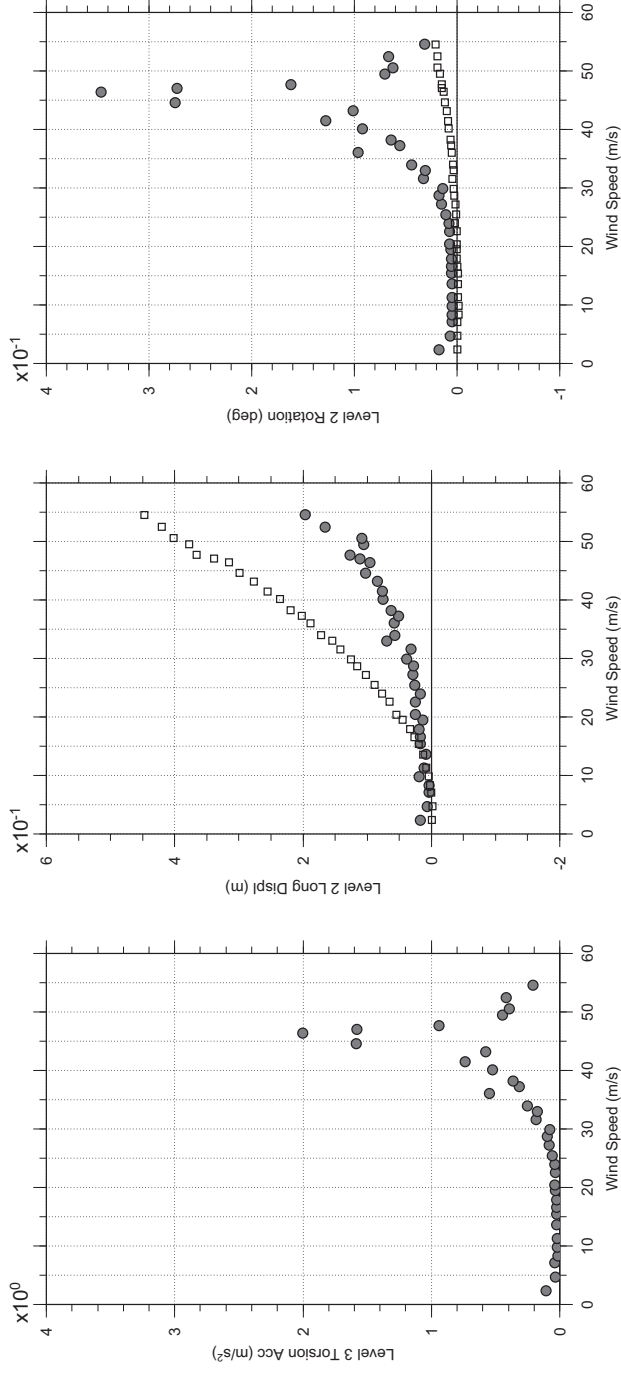 x10⁰
4
3
2
1
0
Level 3 Torsion Acc (m/s²)
0 10 20 30 40 50 60
Wind Speed (m/s)
x10⁻¹
6
4
2
0
-2
Level 2 Long Displ (m)
0 10 20 30 40 50 60
Wind Speed (m/s)
x10⁻¹
4
3
2
1
0
-1
Level 2 Rotation (deg)
0 10 20 30 40 50 60
Wind Speed (m/s)